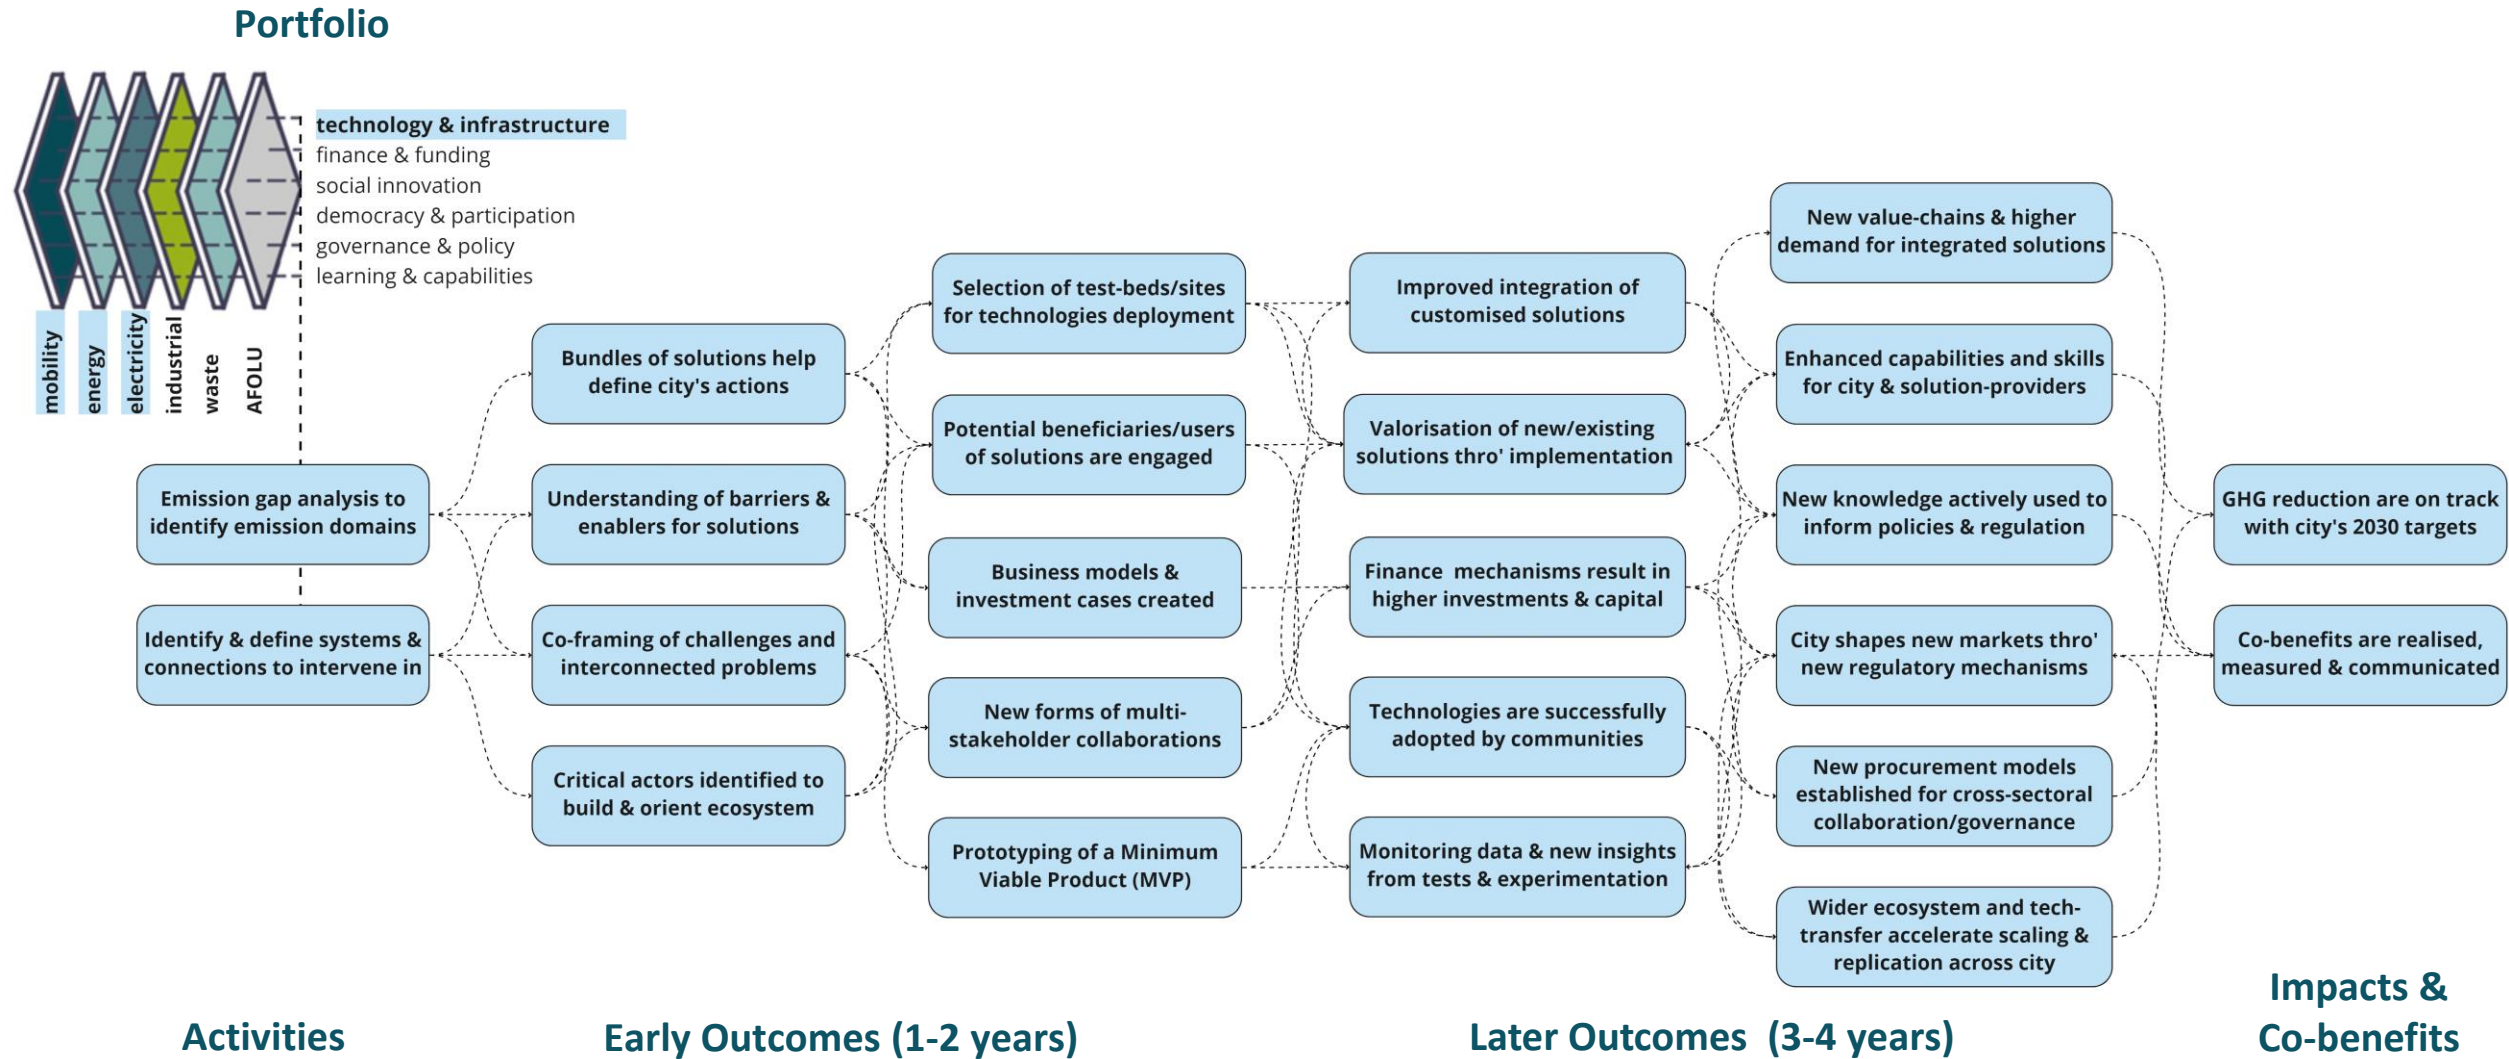 Portfolio
technology & infrastructure
finance & funding
social innovation
democracy & participation
governance & policy
learning & capabilities
mobility
energy
electricity
industrial
waste
AFOLU
Emission gap analysis to
identify emission domains
Identify & define systems &
connections to intervene in
Bundles of solutions help
define city's actions
Understanding of barriers &
enablers for solutions
Co-framing of challenges and
interconnected problems
Critical actors identified to
build & orient ecosystem
Selection of test-beds/sites
for technologies deployment
Potential beneficiaries/users
of solutions are engaged
Business models &
investment cases created
New forms of multi-
stakeholder collaborations
Prototyping of a Minimum
Viable Product (MVP)
Improved integration of
customised solutions
Valorisation of new/existing
solutions thro' implementation
Finance  mechanisms result in
higher investments & capital
Technologies are successfully
adopted by communities
Monitoring data & new insights
from tests & experimentation
New value-chains & higher
demand for integrated solutions
Enhanced capabilities and skills
for city & solution-providers
New knowledge actively used to
inform policies & regulation
City shapes new markets thro'
new regulatory mechanisms
New procurement models
established for cross-sectoral
collaboration/governance
Wider ecosystem and tech-
transfer accelerate scaling &
replication across city
GHG reduction are on track
with city's 2030 targets
Co-benefits are realised,
measured & communicated
Activities
Early Outcomes (1-2 years)
Later Outcomes  (3-4 years)
Impacts &
Co-benefits